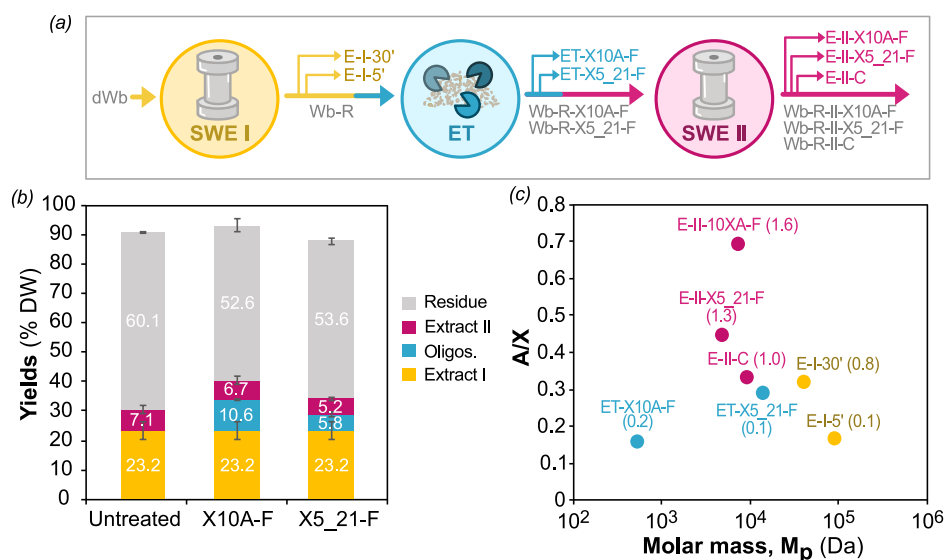 (a)
dWb
SWE I
E-I-30'
E-I-5'
Wb-R
ET
ET-X10A-F
ET-X5_21-F
Wb-R-X10A-F
Wb-R-X5_21-F
SWE II
E-II-X10A-F
E-II-X5_21-F
E-II-C
Wb-R-II-X10A-F
Wb-R-II-X5_21-F
Wb-R-II-C
(b)
Yields (% DW)
100
90
80
70
60
50
40
30
20
10
0
60.1
7.1
23.2
52.6
6.7
10.6
23.2
53.6
5.2
5.8
23.2
Untreated
X10A-F
X5_21-F
Residue
Extract II
Oligos.
Extract I
(c)
A/X
0.8
0.7
0.6
0.5
0.4
0.3
0.2
0.1
0
E-II-10XA-F (1.6)
E-II-X5_21-F
(1.3)
E-II-C (1.0)
E-I-30' (0.8)
ET-X10A-F
(0.2)
ET-X5_21-F
(0.1)
E-I-5' (0.1)
10² 10³ 10⁴ 10⁵ 10⁶
Molar mass, Mp (Da)